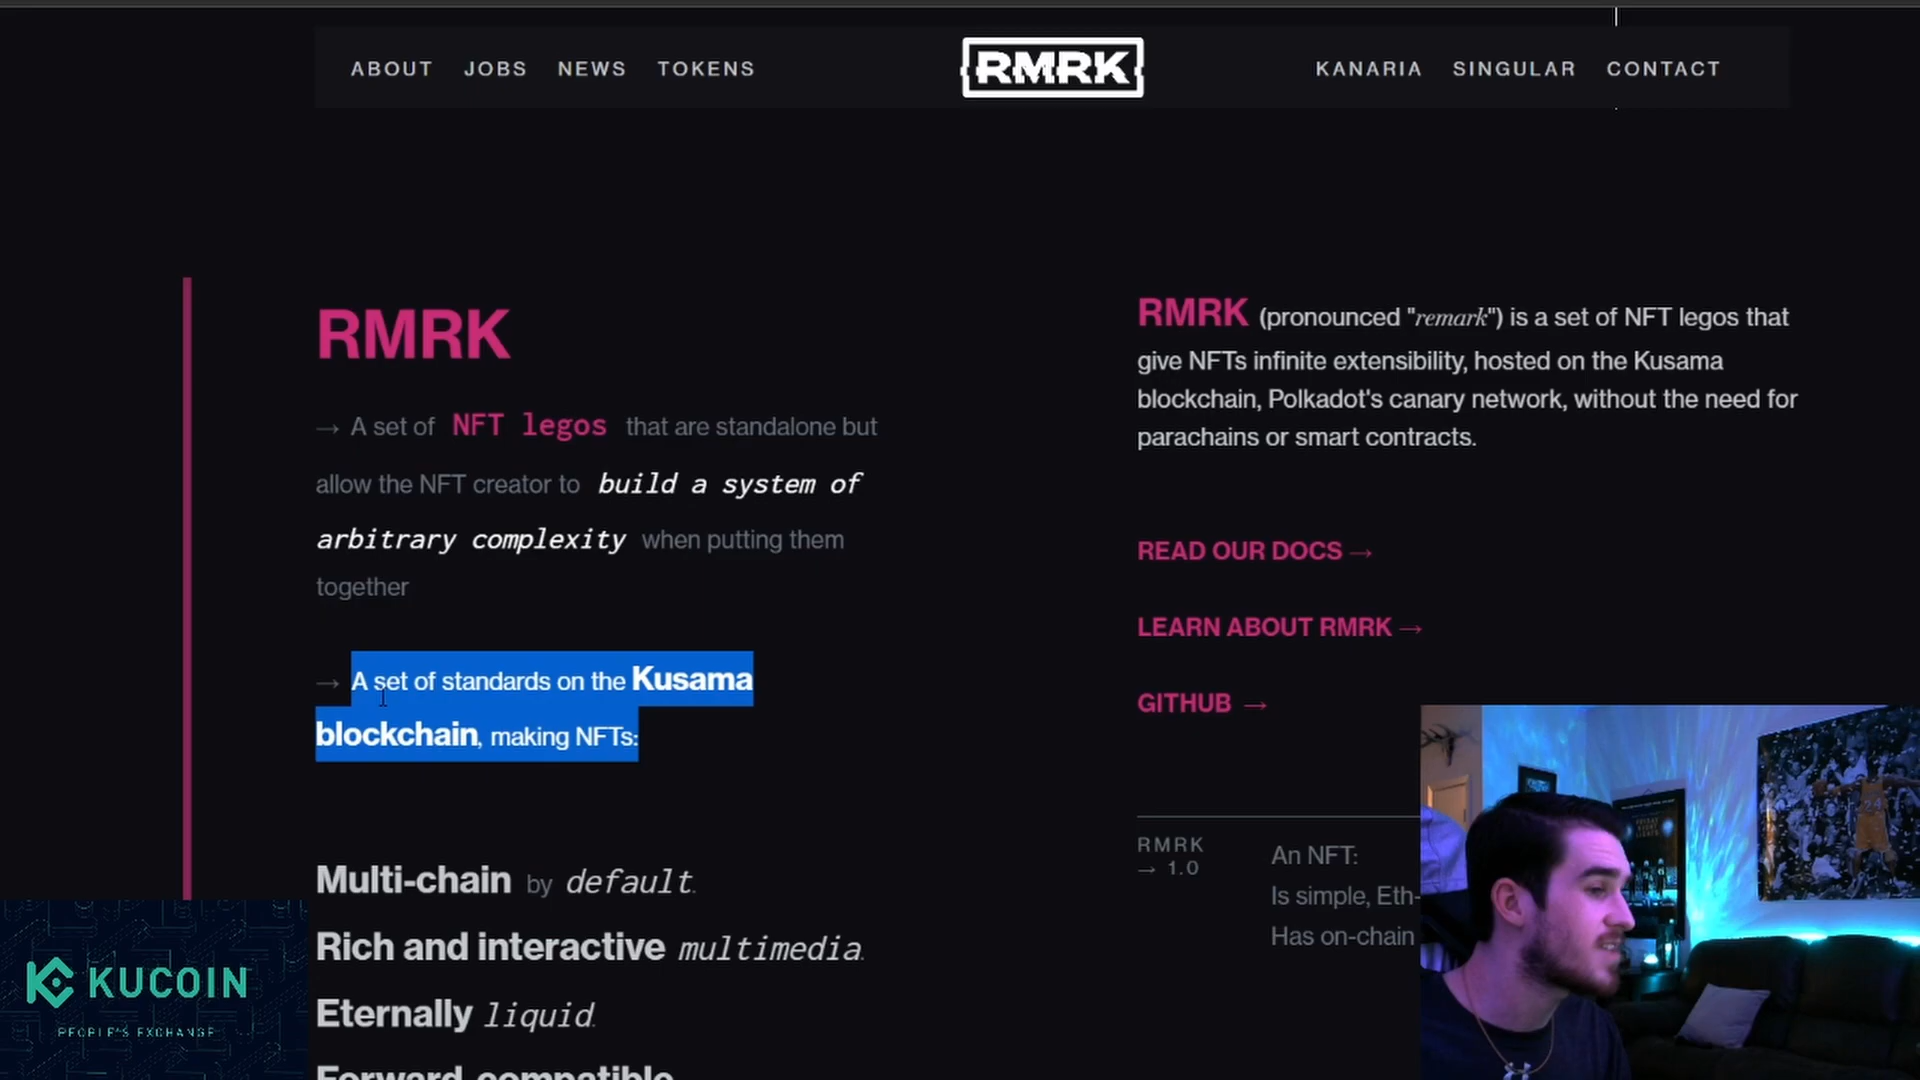 ABOUT JOBS NEWS TOKENS RMRK KANARIA SINGULAR CONTACT
RMRK
→ A set of NFT legos that are standalone but
allow the NFT creator to build a system of
arbitrary complexity when putting them
together
→ A set of standards on the Kusama
blockchain, making NFTs:
Multi-chain by default.
Rich and interactive multimedia.
Eternally liquid.
Forward-compatible
RMRK (pronounced "remark") is a set of NFT legos that
give NFTs infinite extensibility, hosted on the Kusama
blockchain, Polkadot's canary network, without the need for
parachains or smart contracts.
READ OUR DOCS →
LEARN ABOUT RMRK →
GITHUB →
RMRK
→ 1.0
An NFT:
Is simple, Eth-
Has on-chain
KUCOIN
PEOPLE'S EXCHANGE
24